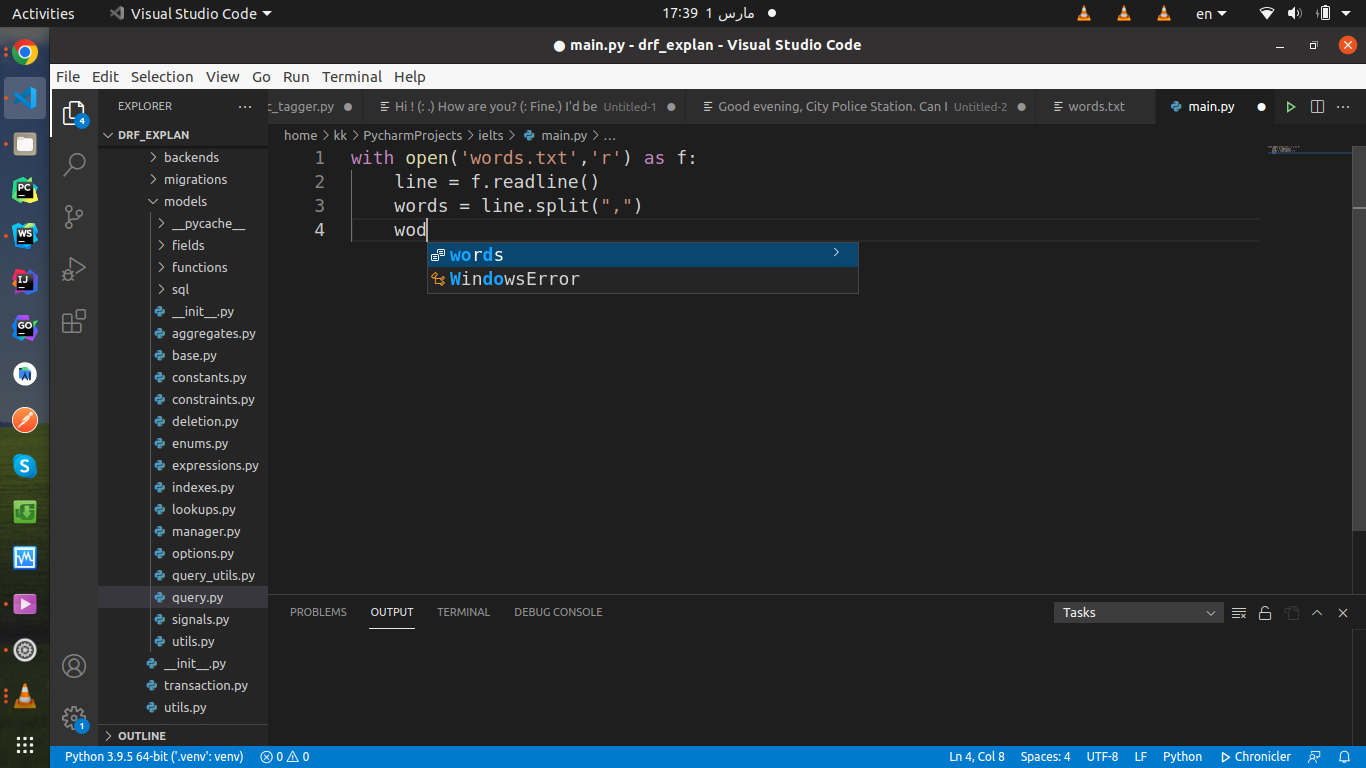 Activities
Visual Studio Code
17:39 1 مارس
en
main.py - drf_explan - Visual Studio Code
File Edit Selection View Go Run Terminal Help
EXPLORER
c_tagger.py
Hi ! (: .) How are you? (: Fine.) I'd be Untitled-1
Good evening, City Police Station. Can I Untitled-2
words.txt
main.py
DRF_EXPLAN
home > kk > PycharmProjects > ielts > main.py > ...
backends
migrations
models
__pycache__
fields
functions
sql
__init__.py
aggregates.py
base.py
constants.py
constraints.py
deletion.py
enums.py
expressions.py
indexes.py
lookups.py
manager.py
options.py
query_utils.py
query.py
signals.py
utils.py
__init__.py
transaction.py
utils.py
OUTLINE
1 with open('words.txt','r') as f:
2 line = f.readline()
3 words = line.split(",")
4 wod
words
WindowsError
PROBLEMS OUTPUT TERMINAL DEBUG CONSOLE
Tasks
4
1
PC
WS
IJ
GO
S
Python 3.9.5 64-bit ('.venv': venv) 0 0
Ln 4, Col 8 Spaces: 4 UTF-8 LF Python Chronicler